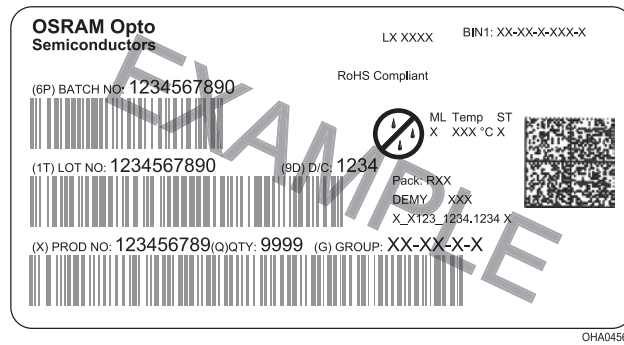 OSRAM Opto
Semiconductors
LX XXXX
BIN1: XX-XX-X-XXX-X
RoHS Compliant
(6P) BATCH NO: 1234567890
ML Temp ST
X XXX °C X
(1T) LOT NO: 1234567890 (9D) D/C: 1234
Pack: RXX
DEMY XXX
X_X123_1234.1234 X
(X) PROD NO: 123456789(Q)QTY: 9999 (G) GROUP: XX-XX-X-X
EXAMPLE
OHA0456